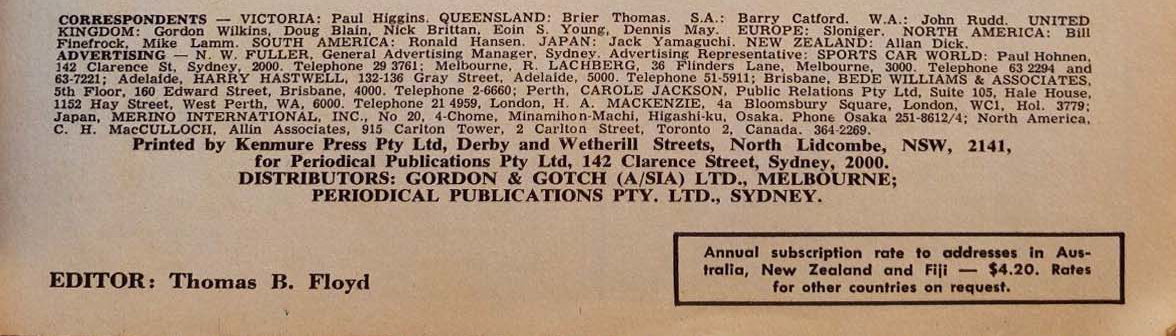 CORRESPONDENTS — VICTORIA: Paul Higgins. QUEENSLAND: Brier Thomas. S.A.: Barry Catford. W.A.: John Rudd. UNITED
KINGDOM: Gordon Wilkins, Doug Blain, Nick Brittan, Eoin S. Young, Dennis May. EUROPE: Sloniger. NORTH AMERICA: Bill
Finefrock, Mike Lamm. SOUTH AMERICA: Ronald Hansen. JAPAN: Jack Yamaguchi. NEW ZEALAND: Allan Dick.
ADVERTISING — N. W. FULLER, General Advertising Manager, Sydney. Advertising Representative: SPORTS CAR WORLD: Paul Hohnen,
142 Clarence St, Sydney, 2000. Telephone 29 3761; Melbourne, R. LACHBERG, 36 Flinders Lane, Melbourne, 3000. Telephone 63 2294 and
63-7221; Adelaide, HARRY HASTWELL, 132-136 Gray Street, Adelaide, 5000. Telephone 51-5911; Brisbane, BEDE WILLIAMS & ASSOCIATES,
5th Floor, 160 Edward Street, Brisbane, 4000. Telephone 2-6660; Perth, CAROLE JACKSON, Public Relations Pty Ltd, Suite 105, Hale House,
1152 Hay Street, West Perth, WA, 6000. Telephone 21 4959, London, H. A. MACKENZIE, 4a Bloomsbury Square, London, WC1, Hol. 3779;
Japan, MERINO INTERNATIONAL, INC., No 20, 4-Chome, Minamihon-Machi, Higashi-ku, Osaka. Phone Osaka 251-8612/4; North America,
C. H. MacCULLOCH, Allin Associates, 915 Carlton Tower, 2 Carlton Street, Toronto 2, Canada. 364-2269.
Printed by Kenmure Press Pty Ltd, Derby and Wetherill Streets, North Lidcombe, NSW, 2141,
for Periodical Publications Pty Ltd, 142 Clarence Street, Sydney, 2000.
DISTRIBUTORS: GORDON & GOTCH (A/SIA) LTD., MELBOURNE;
PERIODICAL PUBLICATIONS PTY. LTD., SYDNEY.
EDITOR: Thomas B. Floyd
Annual subscription rate to addresses in Aus-
tralia, New Zealand and Fiji — $4.20. Rates
for other countries on request.